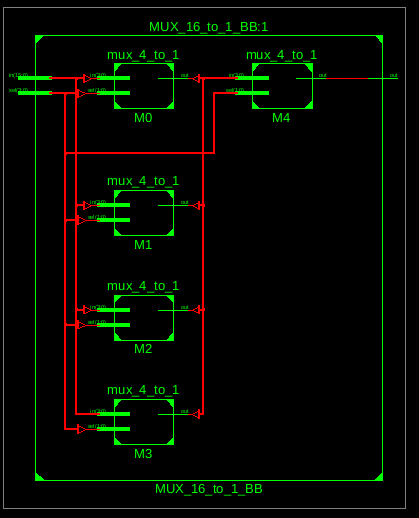 MUX_16_to_1_BB:1
mux_4_to_1
mux_4_to_1
in(15:0)
in(3:0)
out
in(3:0)
out
out
sel(3:0)
sel(1:0)
sel(1:0)
M0
M4
mux_4_to_1
in(3:0)
out
sel(1:0)
M1
mux_4_to_1
in(3:0)
out
sel(1:0)
M2
mux_4_to_1
in(3:0)
out
sel(1:0)
M3
MUX_16_to_1_BB